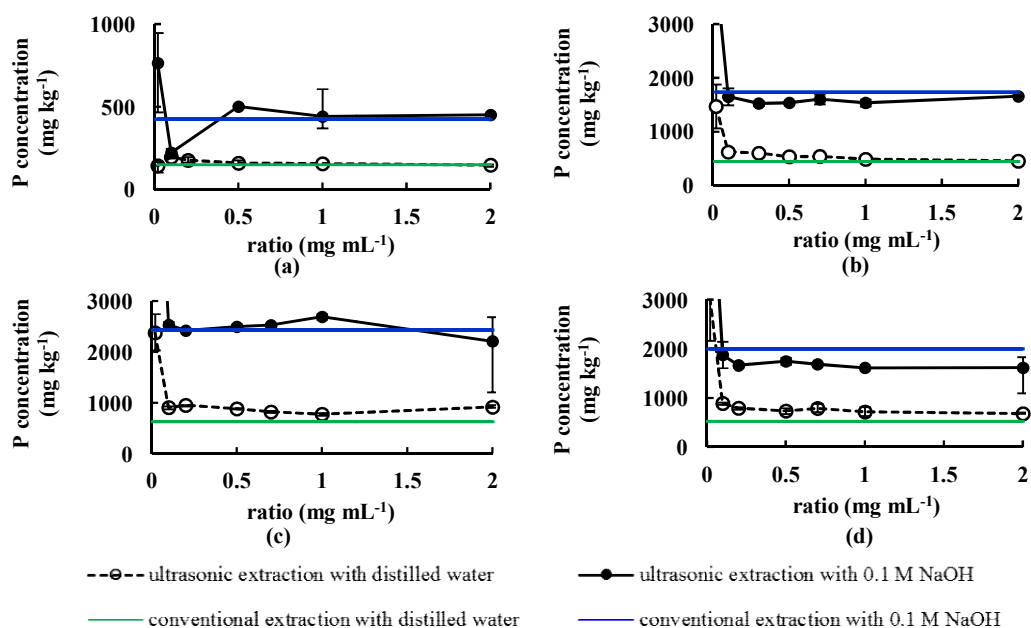 P concentration
(mg kg⁻¹)
1000
500
0
0
0.5
1
1.5
2
ratio (mg mL⁻¹)
(a)
P concentration
(mg kg⁻¹)
3000
2000
1000
0
0
0.5
1
1.5
2
ratio (mg mL⁻¹)
(b)
P concentration
(mg kg⁻¹)
3000
2000
1000
0
0
0.5
1
1.5
2
ratio (mg mL⁻¹)
(c)
P concentration
(mg kg⁻¹)
3000
2000
1000
0
0
0.5
1
1.5
2
ratio (mg mL⁻¹)
(d)
ultrasonic extraction with distilled water
ultrasonic extraction with 0.1 M NaOH
conventional extraction with distilled water
conventional extraction with 0.1 M NaOH